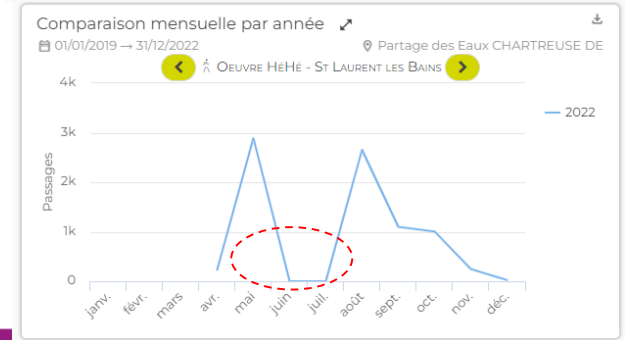 Comparaison mensuelle par année
01/01/2019 → 31/12/2022
Partage des Eaux CHARTREUSE DE
Oeuvre HéHé - St Laurent les Bains
4k
3k
2k
1k
0
Passages
2022
janv.
févr.
mars
avr.
mai
juin
juil.
août
sept.
oct.
nov.
déc.